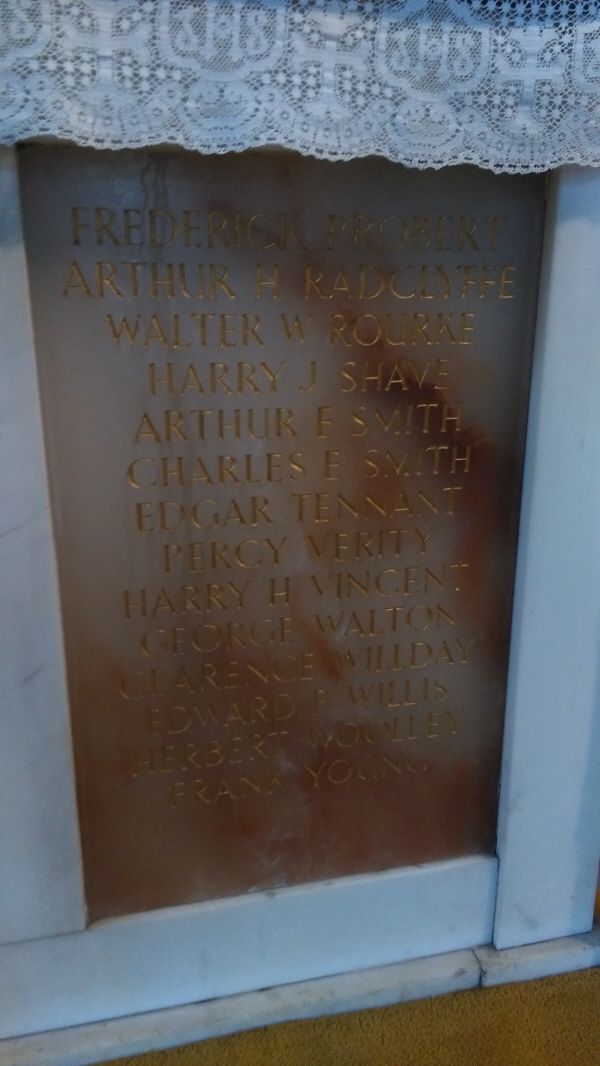 FREDERICK PROBERT
ARTHUR H RADCLYFFE
WALTER W ROURKE
HARRY J SHAVE
ARTHUR E SMITH
CHARLES E SMITH
EDGAR TENNANT
PERCY VERITY
HARRY H VINCENT
GEORGE WALTON
CLARENCE WILLDAY
EDWARD P WILLIS
HERBERT WOOLLEY
FRANK YOUNG